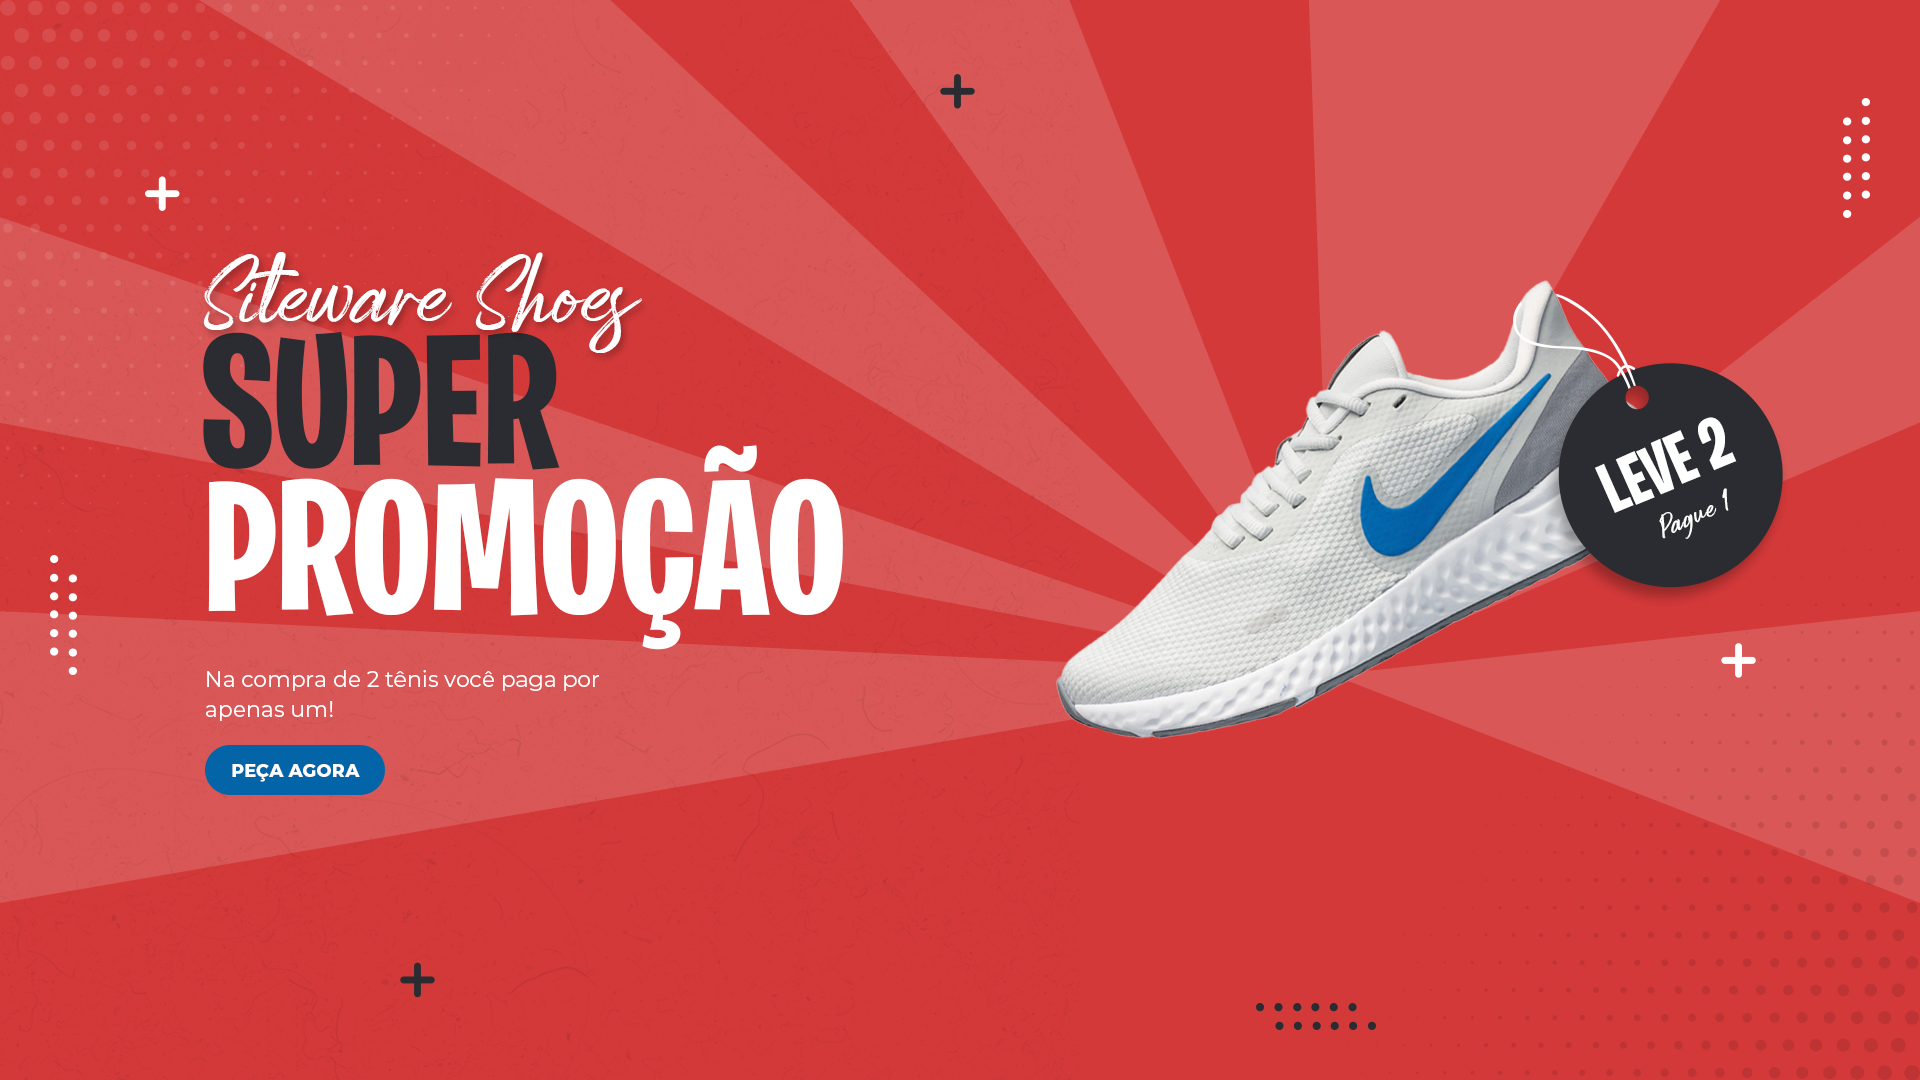 Siteware Shoes
SUPER
PROMOÇÃO
Na compra de 2 tênis você paga por
apenas um!
PEÇA AGORA
LEVE 2
Pague 1